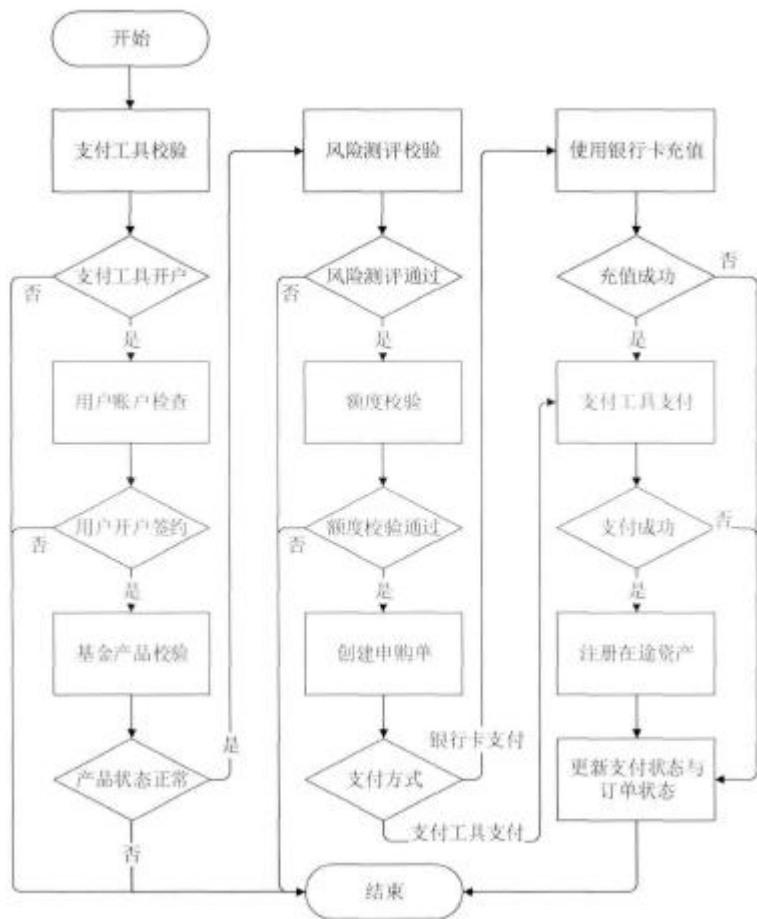 开始
支付工具校验
支付工具开户
否
是
用户账户检查
用户开户签约
否
是
基金产品校验
产品状态正常
是
否
风险测评校验
风险测评通过
否
是
额度校验
额度校验通过
否
是
创建申购单
支付方式
银行卡支付
支付工具支付
使用银行卡充值
充值成功
否
是
支付工具支付
支付成功
否
是
注册在途资产
更新支付状态与
订单状态
结束